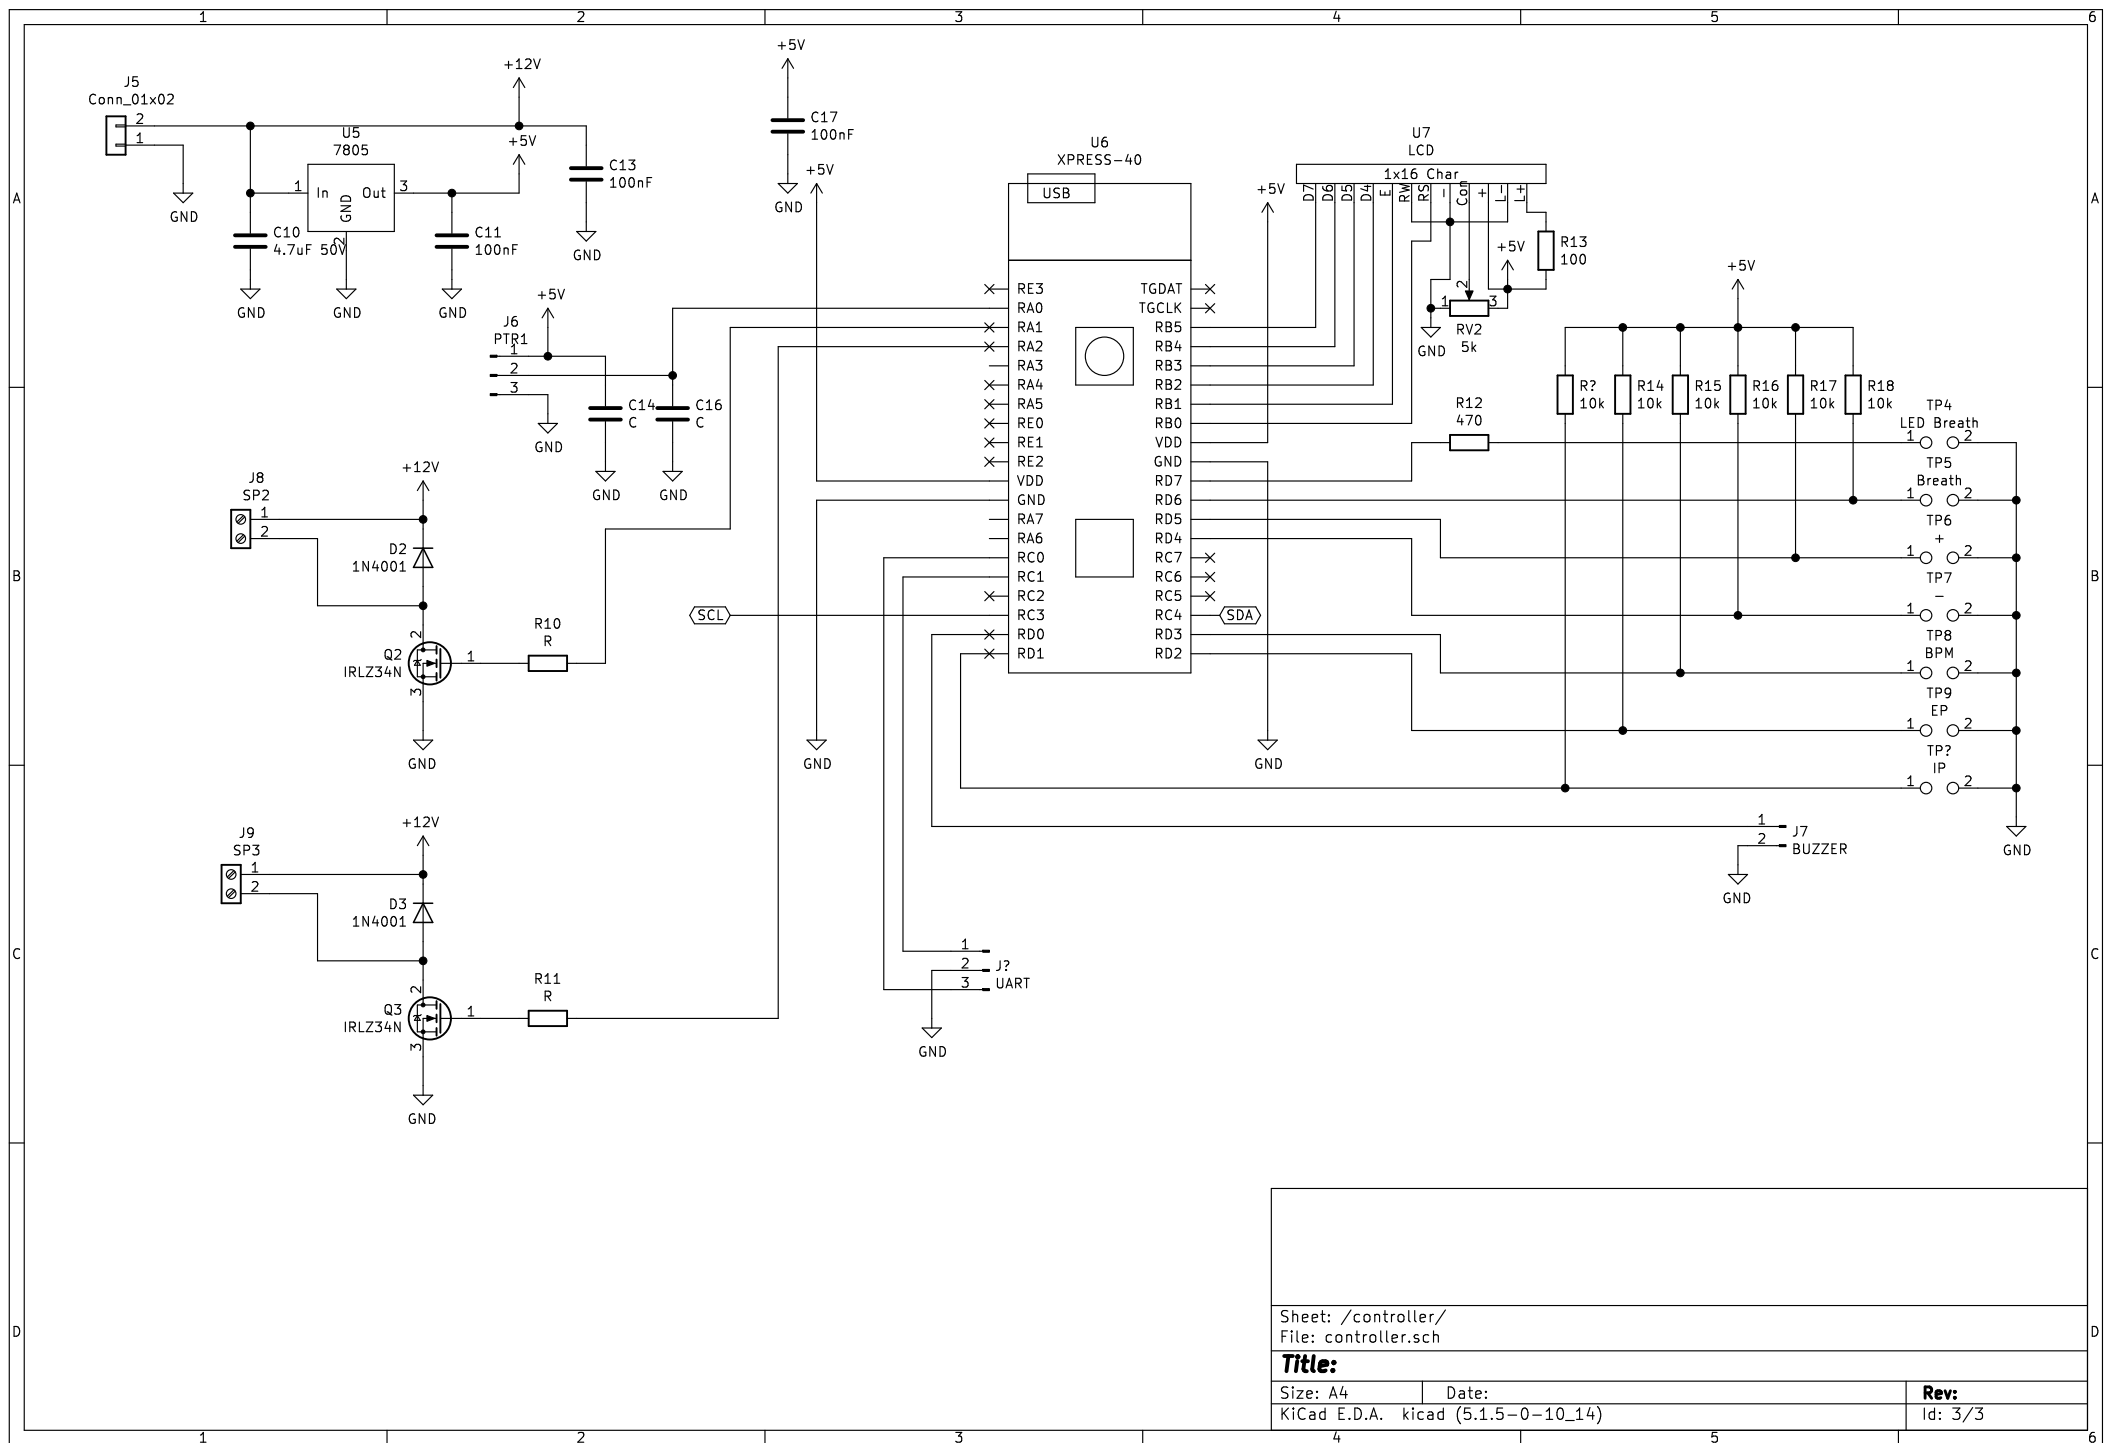 1 2 3 4 5 6
A
B
C
D
J5
Conn_01x02
2
1
GND
+12V
U5
7805
+5V
1 In Out 3
GND
2
C10
4.7uF 50V
C11
100nF
C13
100nF
GND
GND
GND
GND
+5V
C17
100nF
GND
+5V
J6
PTR1
1
2
3
+5V
GND
C14
C
C16
C
GND
GND
J8
SP2
1
2
+12V
D2
1N4001
Q2
IRLZ34N
2
1
3
R10
R
GND
J9
SP3
1
2
+12V
D3
1N4001
Q3
IRLZ34N
2
1
3
R11
R
GND
GND
SCL
U6
XPRESS-40
USB
RE3
RA0
RA1
RA2
RA3
RA4
RA5
RE0
RE1
RE2
VDD
GND
RA7
RA6
RC0
RC1
RC2
RC3
RD0
RD1
TGDAT
TGCLK
RB5
RB4
RB3
RB2
RB1
RB0
VDD
GND
RD7
RD6
RD5
RD4
RC7
RC6
RC5
RC4
RD3
RD2
SDA
+5V
GND
U7
LCD
1x16 Char
D7
D6
D5
D4
E
RW
RS
-
Con
+
L-
L+
+5V
R13
100
1
2
3
RV2
5k
GND
R12
470
+5V
R?
10k
R14
10k
R15
10k
R16
10k
R17
10k
R18
10k
TP4
LED Breath
1 2
TP5
Breath
1 2
TP6
+
1 2
TP7
-
1 2
TP8
BPM
1 2
TP9
EP
1 2
TP?
IP
1 2
GND
1
2
J7
BUZZER
GND
1
2
3
J?
UART
GND
Sheet: /controller/
File: controller.sch
Title:
Size: A4 Date: Rev:
KiCad E.D.A. kicad (5.1.5-0-10_14) Id: 3/3
A
B
C
D
1 2 3 4 5 6